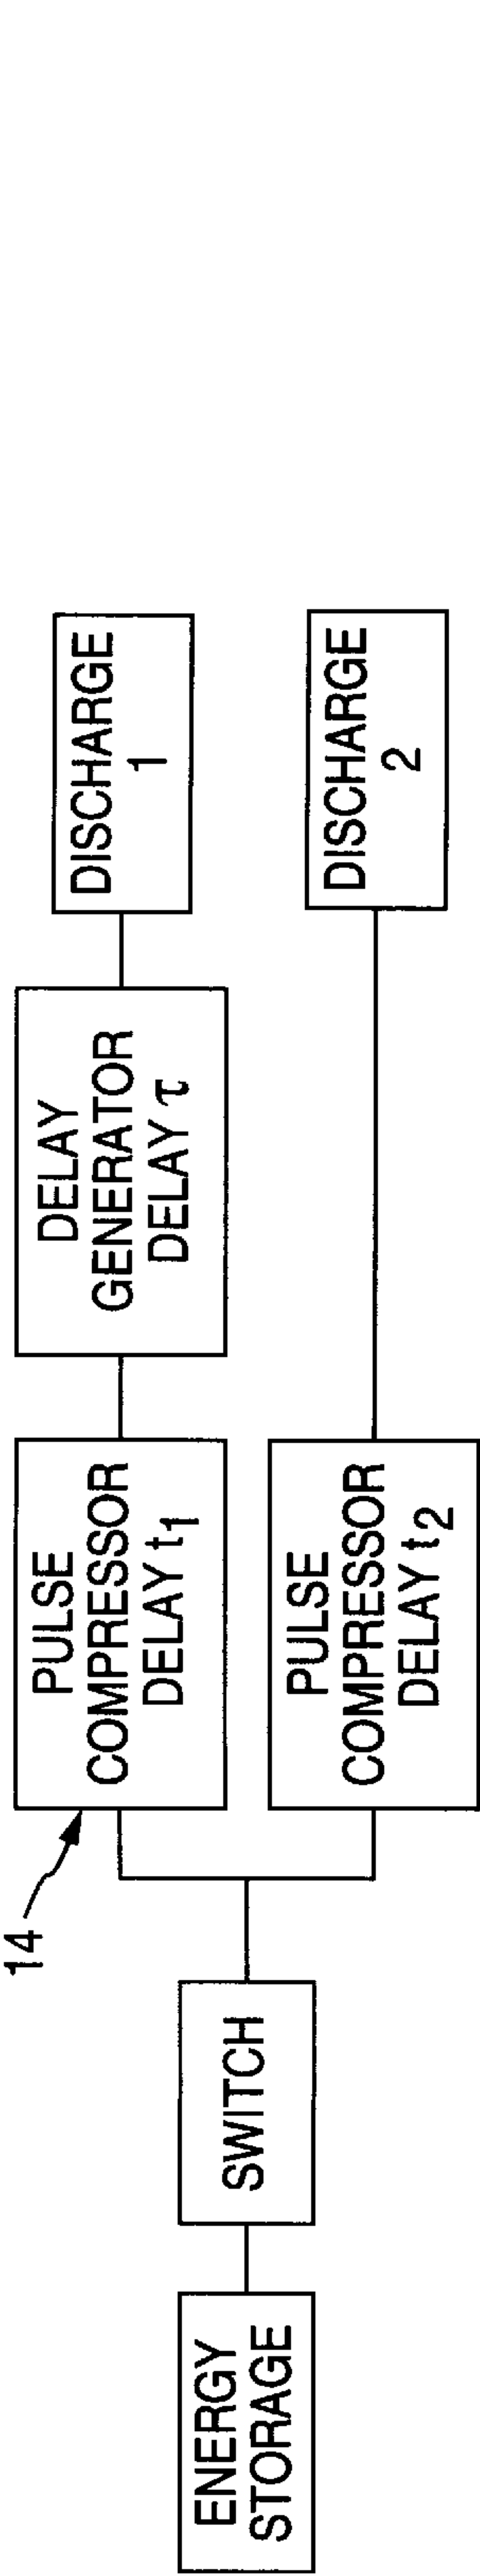 ENERGY
STORAGE
SWITCH
14
PULSE
COMPRESSOR
DELAY t1
DELAY
GENERATOR
DELAY τ
DISCHARGE
1
PULSE
COMPRESSOR
DELAY t2
DISCHARGE
2